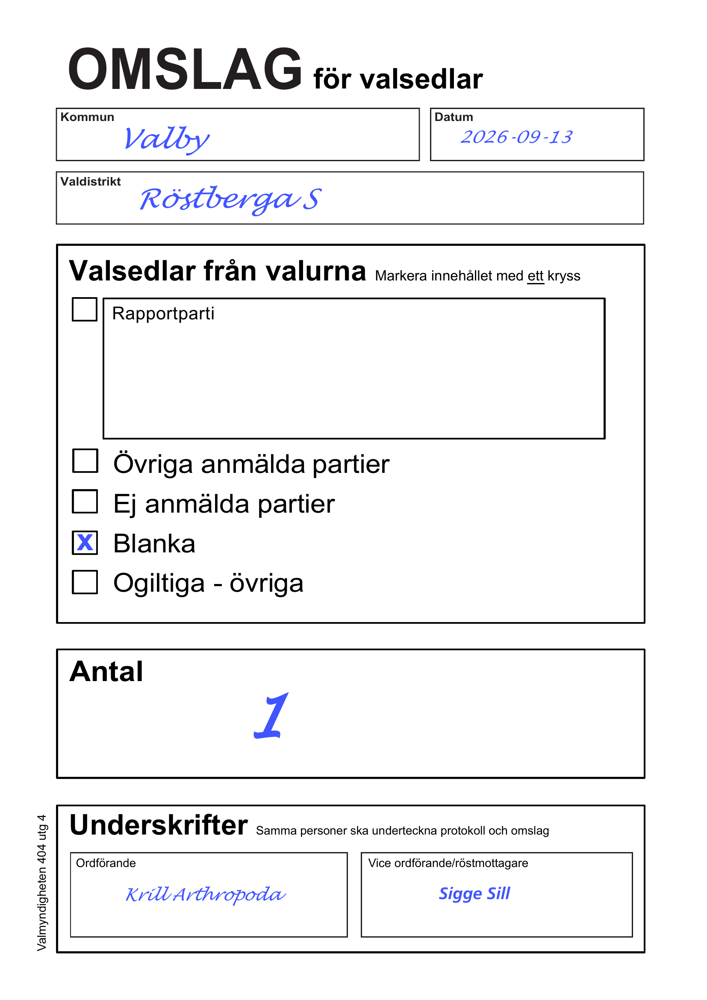 OMSLAG för valsedlar
Kommun
Valby
Datum
2026-09-13
Valdistrikt
Röstberga S
Valsedlar från valurna Markera innehållet med ett kryss
Rapportparti
Övriga anmälda partier
Ej anmälda partier
X Blanka
Ogiltiga - övriga
Antal
1
Underskrifter Samma personer ska underteckna protokoll och omslag
Ordförande
Krill Arthropoda
Vice ordförande/röstmottagare
Sigge Sill
Valmyndigheten 404 utg 4